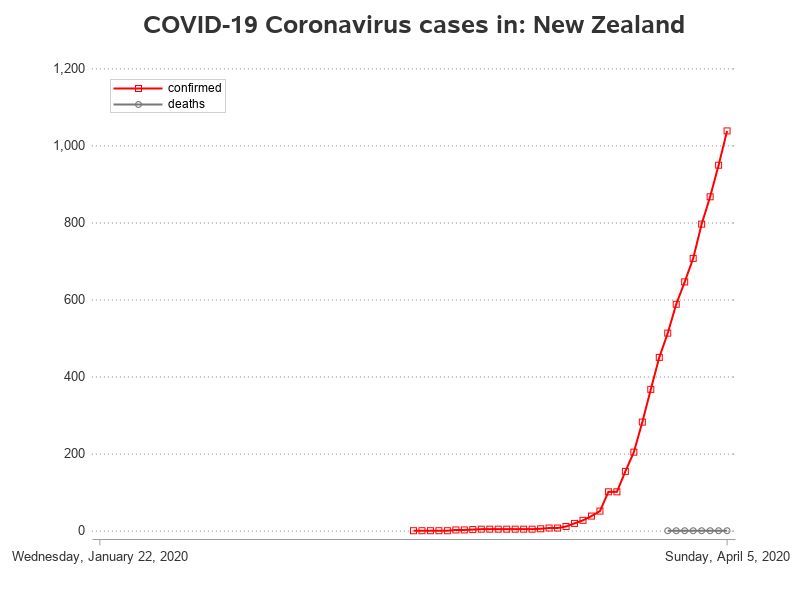 COVID-19 Coronavirus cases in: New Zealand
1,200
confirmed
deaths
1,000
800
600
400
200
0
Wednesday, January 22, 2020
Sunday, April 5, 2020